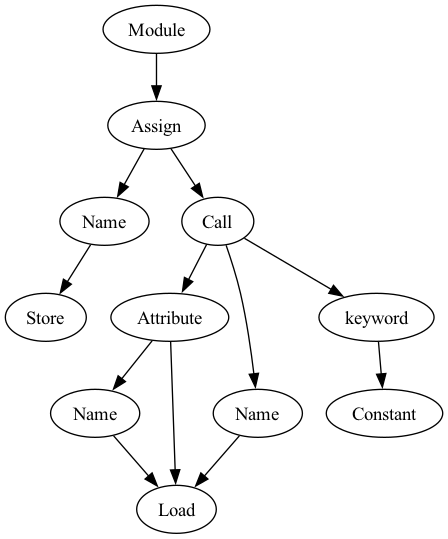 Module
Assign
Name
Call
Store
Attribute
keyword
Name
Name
Constant
Load